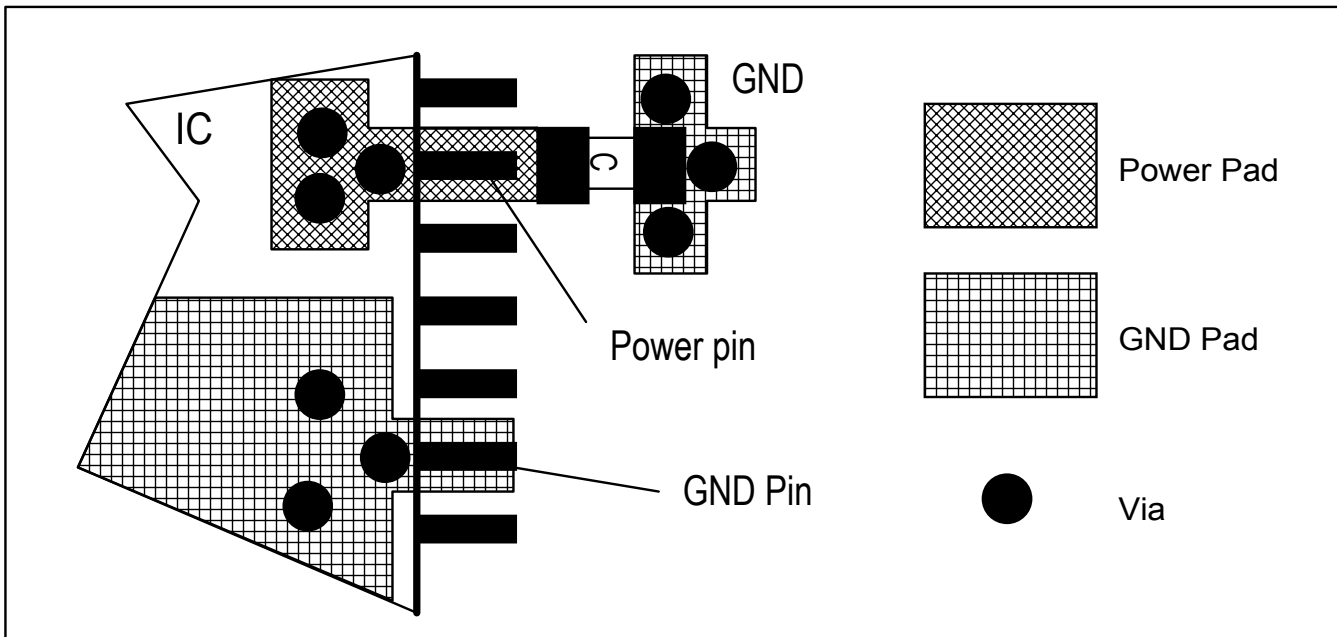 IC
GND
C
Power pin
GND Pin
Power Pad
GND Pad
Via